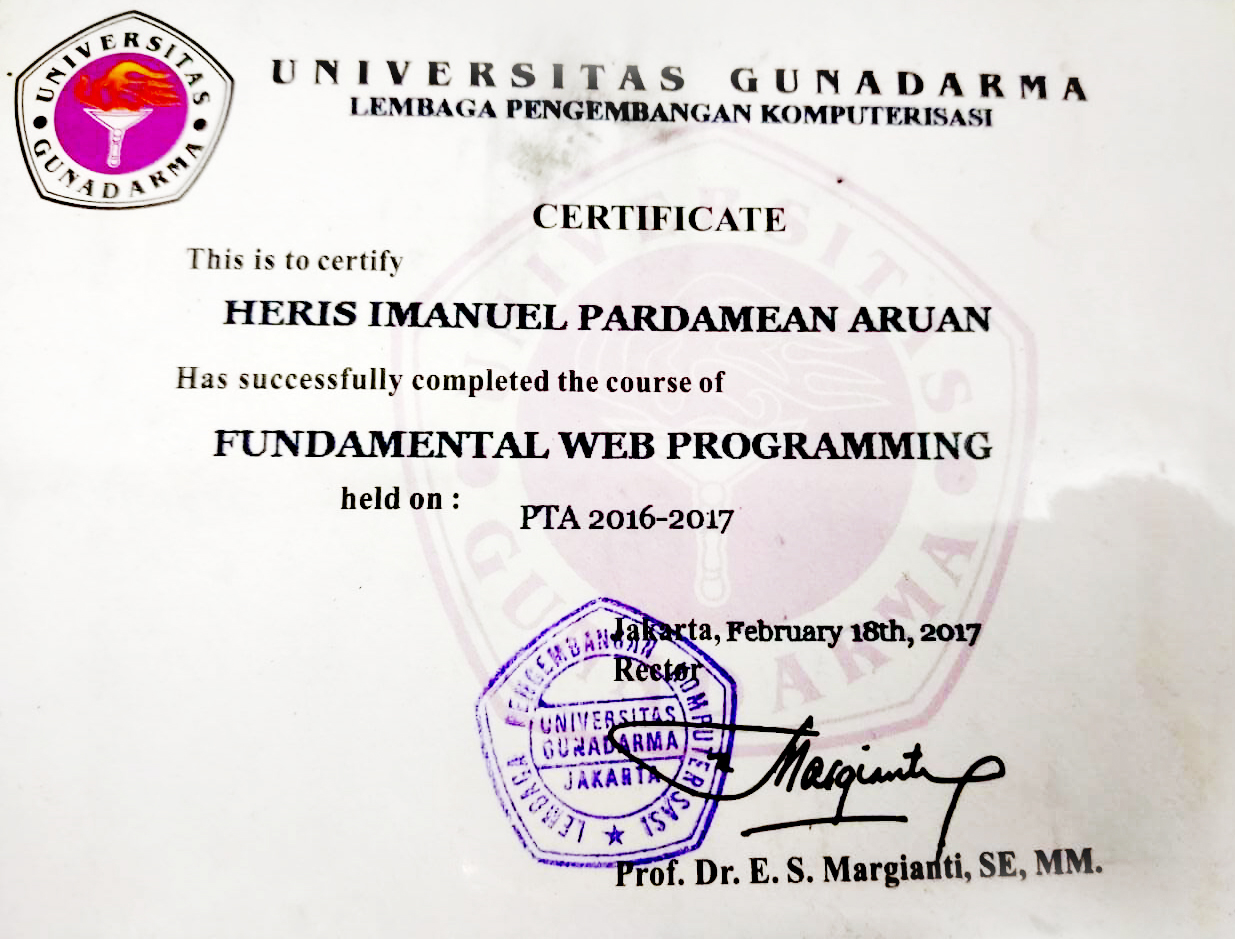 UNIVERSITAS GUNADARMA
UNIVERSITAS GUNADARMA
LEMBAGA PENGEMBANGAN KOMPUTERISASI
CERTIFICATE
This is to certify
HERIS IMANUEL PARDAMEAN ARUAN
Has successfully completed the course of
FUNDAMENTAL WEB PROGRAMMING
held on :
PTA 2016-2017
UNIVERSITAS GUNADARMA
Jakarta, February 18th, 2017
Rector
LEMBAGA PENGEMBANGAN KOMPUTERISASI
UNIVERSITAS
GUNADARMA
JAKARTA
Margianti
Prof. Dr. E. S. Margianti, SE, MM.